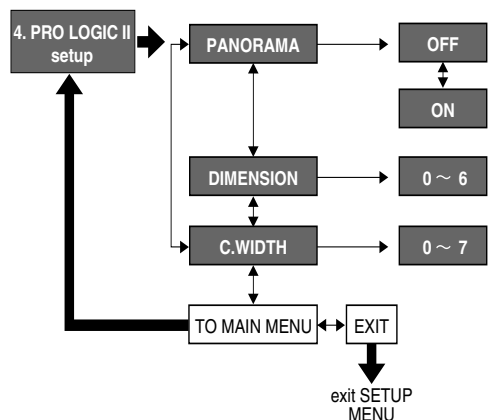 4. PRO LOGIC II
setup
PANORAMA
OFF
ON
DIMENSION
0 ~ 6
C.WIDTH
0 ~ 7
TO MAIN MENU
EXIT
exit SETUP
MENU